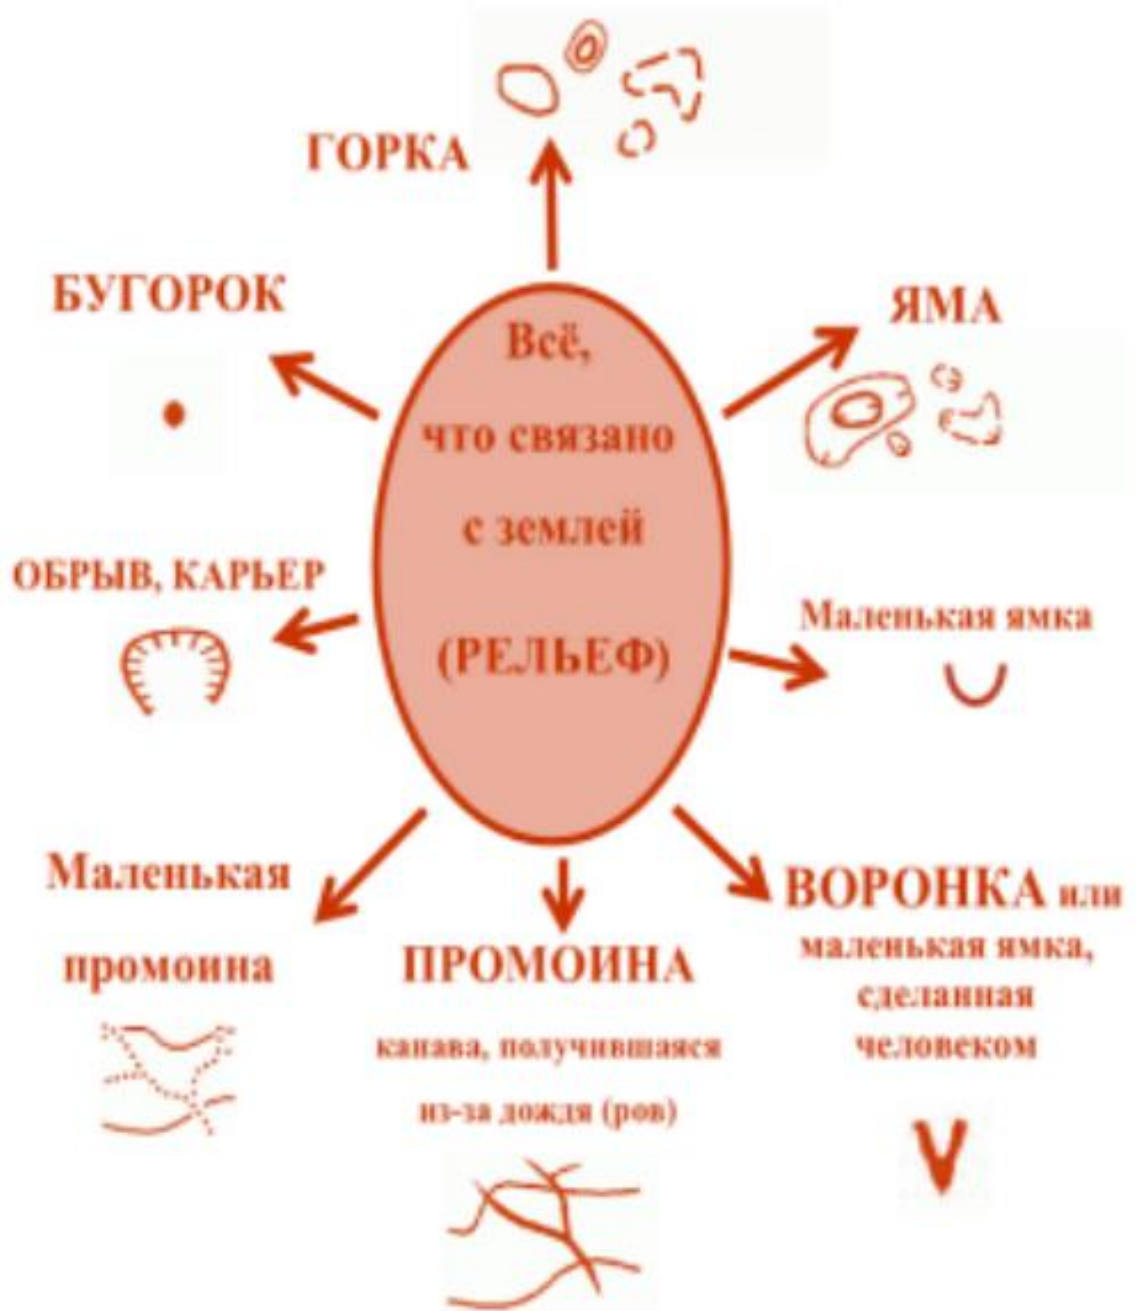 ГОРКА
БУГОРОК
ЯМА
Всё,
что связано
с землей
(РЕЛЬЕФ)
ОБРЫВ, КАРЬЕР
Маленькая ямка
Маленькая
промоина
ПРОМОИНА
канава, получившаяся
из-за дождя (ров)
ВОРОНКА или
маленькая ямка,
сделанная
человеком